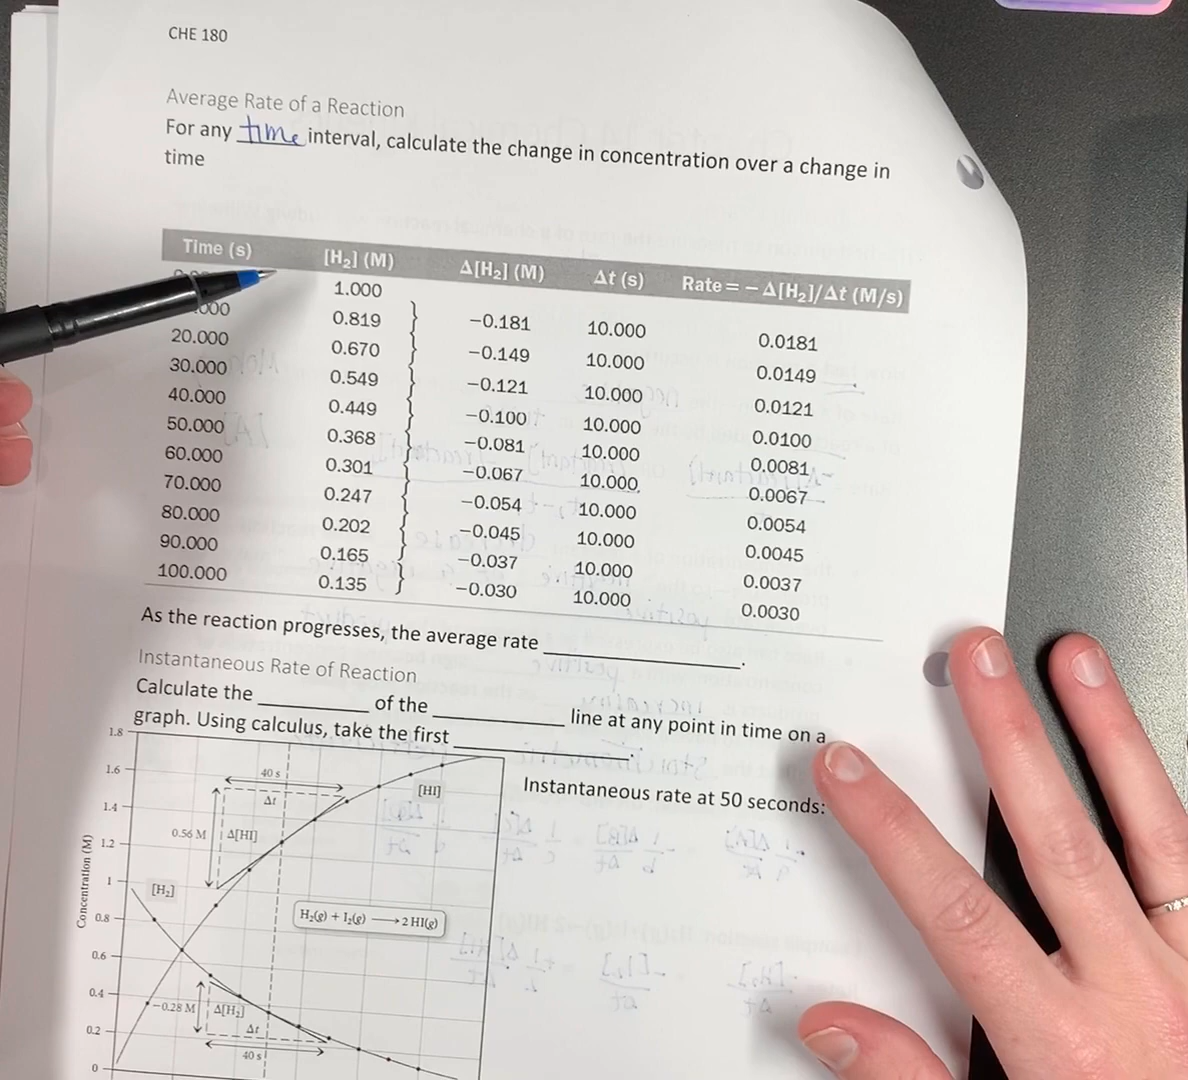 CHE 180
Average Rate of a Reaction
For any time interval, calculate the change in concentration over a change in
time
Time (s) [H₂] (M) Δ[H₂] (M) Δt (s) Rate = − Δ[H₂]/Δt (M/s)
1.000
0.819 −0.181 10.000 0.0181
20.000 0.670 −0.149 10.000 0.0149
30.000 0.549 −0.121 10.000 0.0121
40.000 0.449 −0.100 10.000 0.0100
50.000 0.368 −0.081 10.000 0.0081
60.000 0.301 −0.067 10.000 0.0067
70.000 0.247 −0.054 10.000 0.0054
80.000 0.202 −0.045 10.000 0.0045
90.000 0.165 −0.037 10.000 0.0037
100.000 0.135 −0.030 10.000 0.0030
As the reaction progresses, the average rate ____________.
Instantaneous Rate of Reaction
Calculate the ________ of the __________ line at any point in time on a
graph. Using calculus, take the first ____________.
Instantaneous rate at 50 seconds:
Concentration (M)
1.8
1.6
1.4
1.2
1
0.8
0.6
0.4
0.2
0
40 s
Δt
[HI]
0.56 M Δ[HI]
[H₂]
H₂(g) + I₂(g) ⟶ 2 HI(g)
−0.28 M Δ[H₂]
Δt
40 s